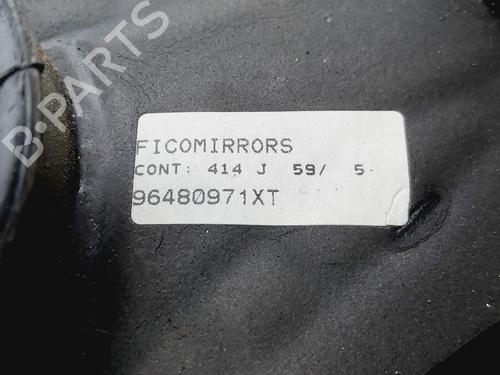 B-PARTS
FICOMIRRORS
CONT: 414 J 59/ 5-
96480971XT